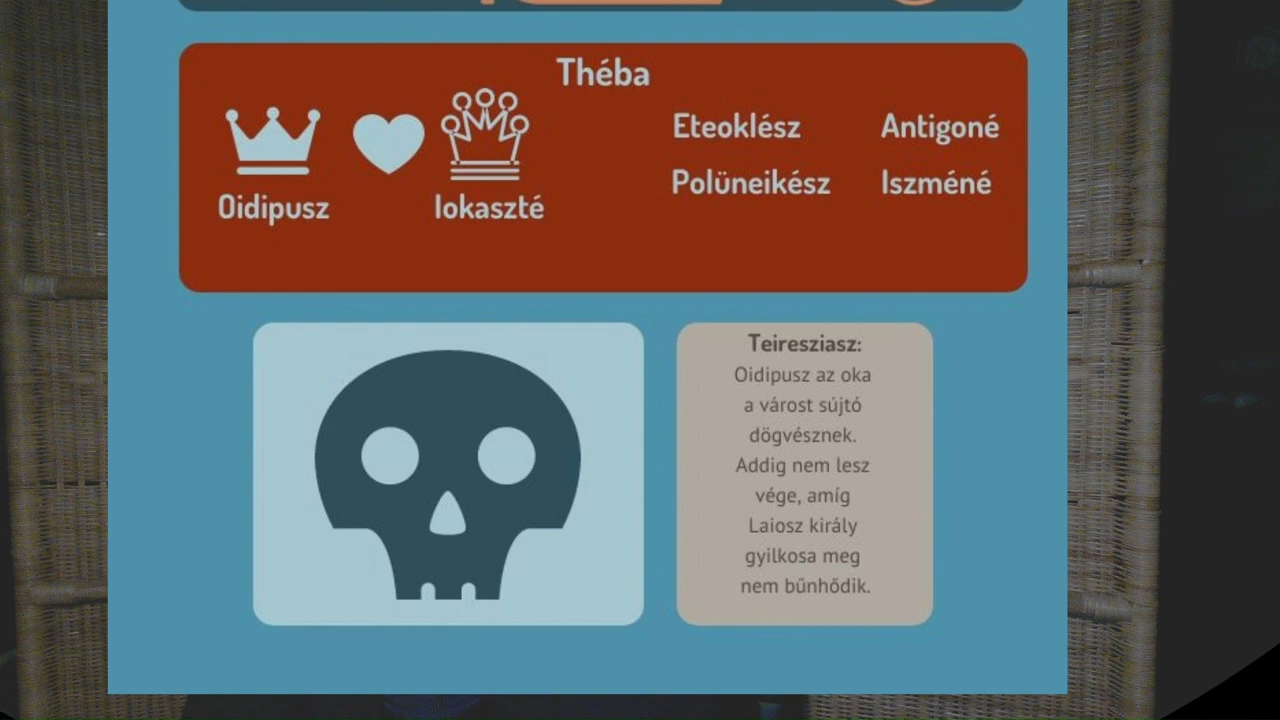 Théba
Eteoklész Antigoné
Polüneikész Iszméné
Oidipusz Iokaszté
Teiresziasz:
Oidipusz az oka
a várost sújtó
dögvésznek.
Addig nem lesz
vége, amíg
Laiosz király
gyilkosa meg
nem bűnhődik.